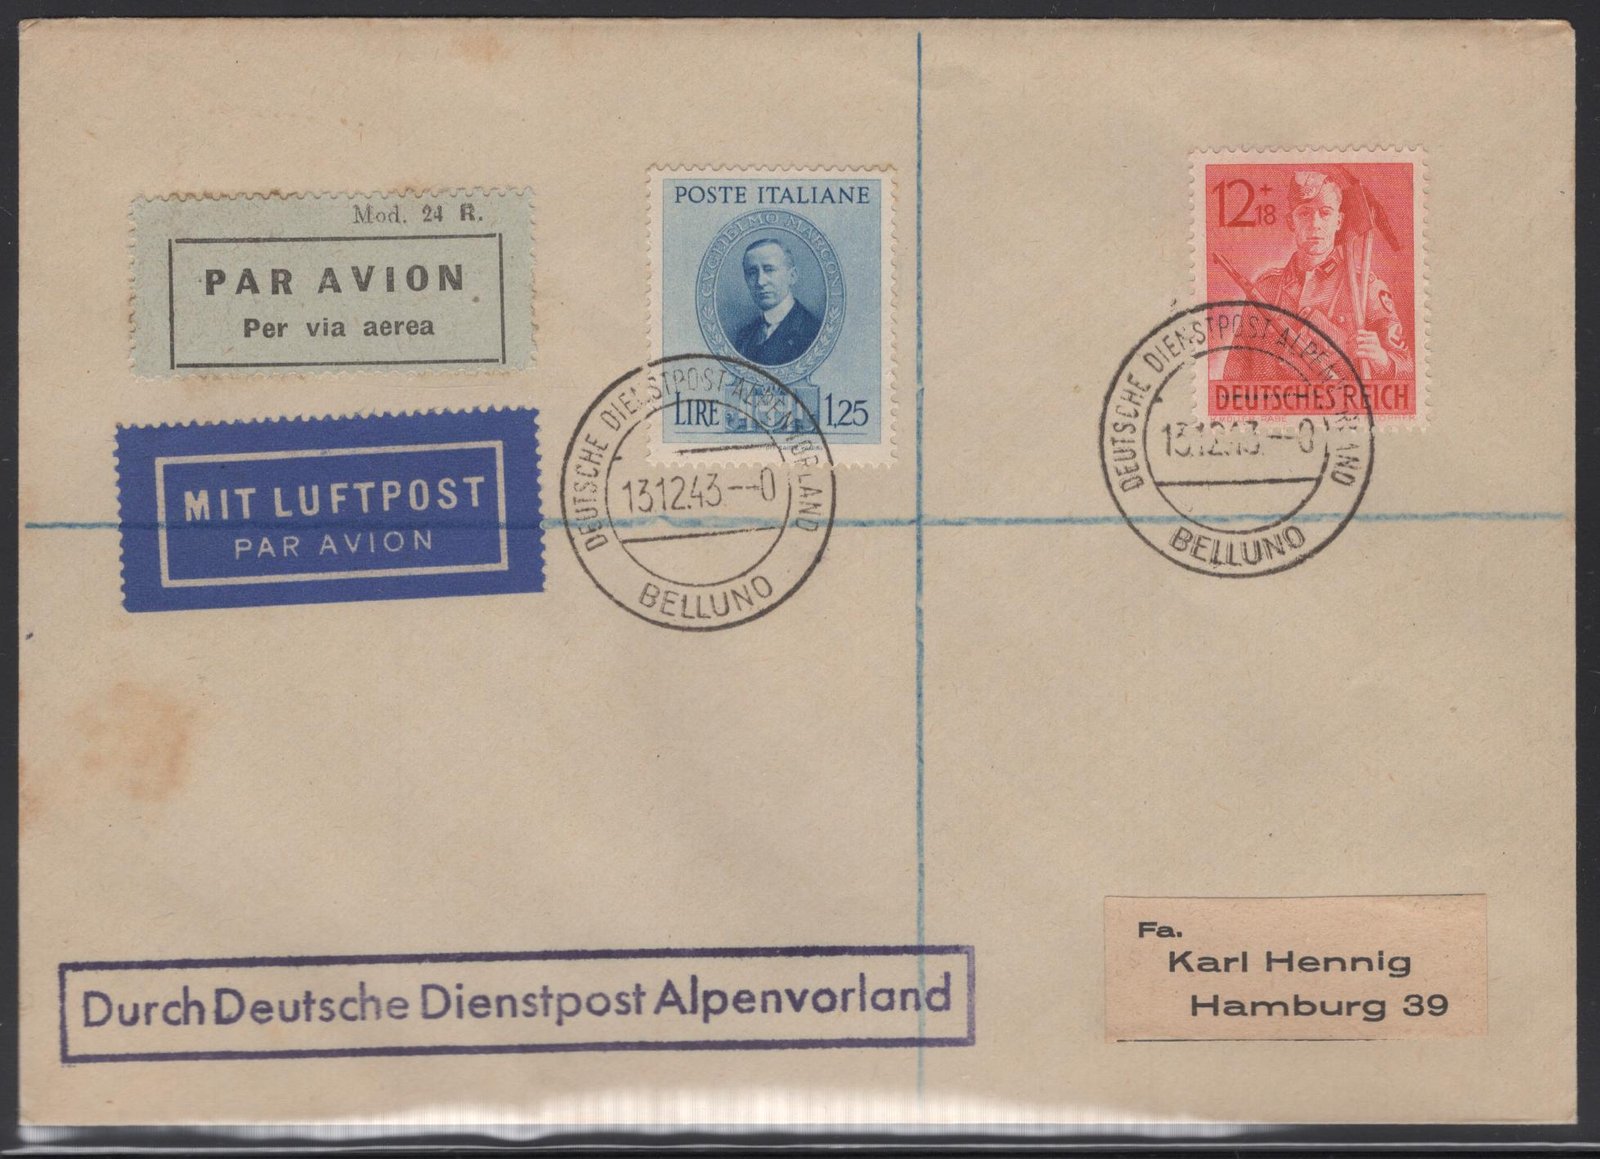 Mod. 24 R.
PAR AVION
Per via aerea
MIT LUFTPOST
PAR AVION
POSTE ITALIANE
GVGLIELMO MARCONI
LIRE 1,25
DEUTSCHE DIENSTPOST ALPENVORLAND
13.12.43.--0
BELLUNO
12+18
DEUTSCHES REICH
DEUTSCHE DIENSTPOST ALPENVORLAND
13.12.43.--0
BELLUNO
Durch Deutsche Dienstpost Alpenvorland
Fa.
Karl Hennig
Hamburg 39